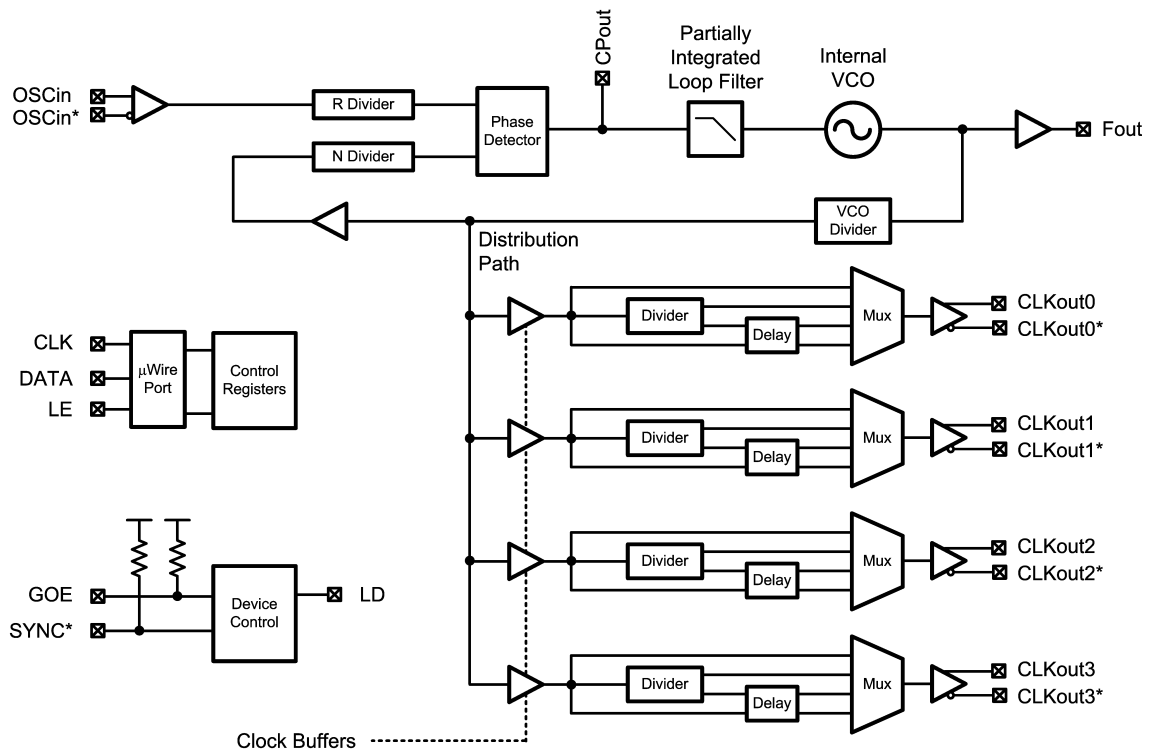 CPout
Partially
Integrated
Loop Filter
Internal
VCO
OSCin
OSCin*
R Divider
N Divider
Phase
Detector
Fout
VCO
Divider
Distribution
Path
CLK
DATA
LE
µWire
Port
Control
Registers
Divider
Delay
Mux
CLKout0
CLKout0*
Divider
Delay
Mux
CLKout1
CLKout1*
GOE
SYNC*
Device
Control
LD
Divider
Delay
Mux
CLKout2
CLKout2*
Divider
Delay
Mux
CLKout3
CLKout3*
Clock Buffers